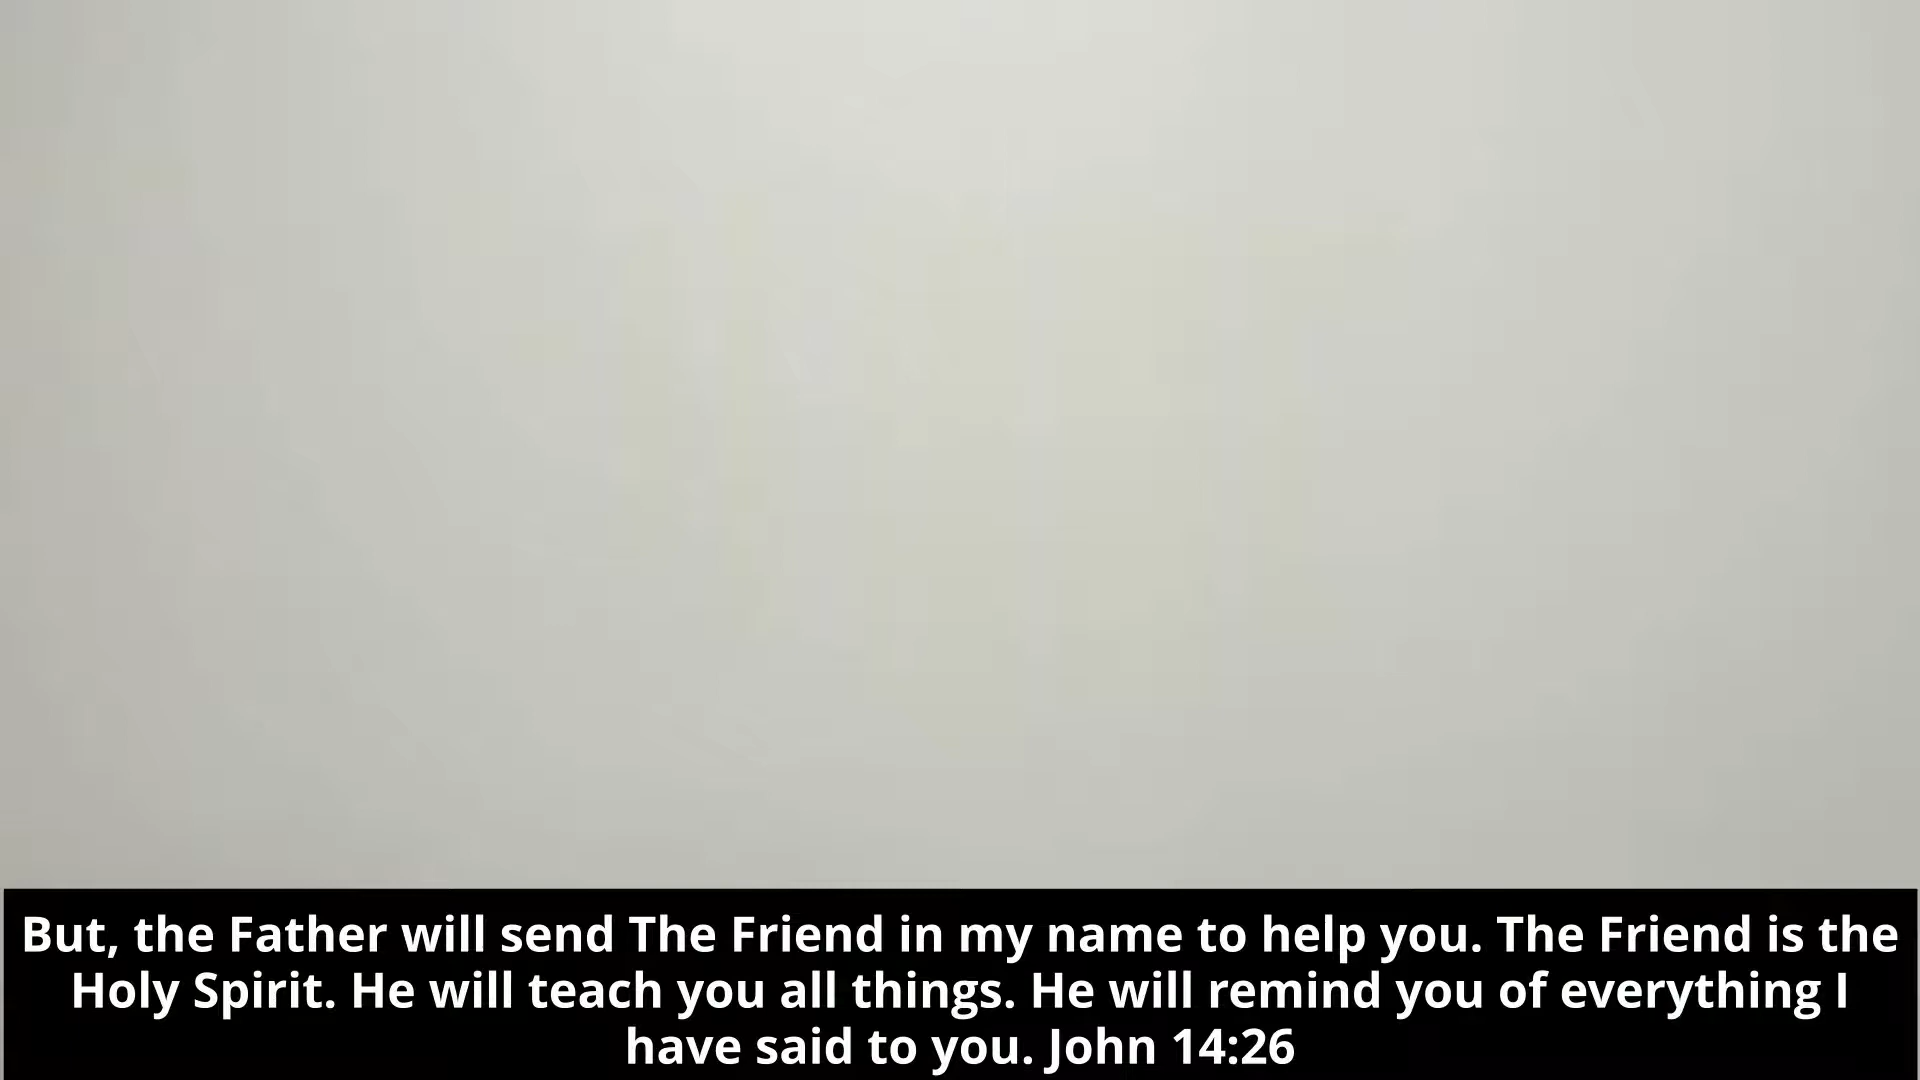 But, the Father will send The Friend in my name to help you. The Friend is the
Holy Spirit. He will teach you all things. He will remind you of everything I
have said to you. John 14:26